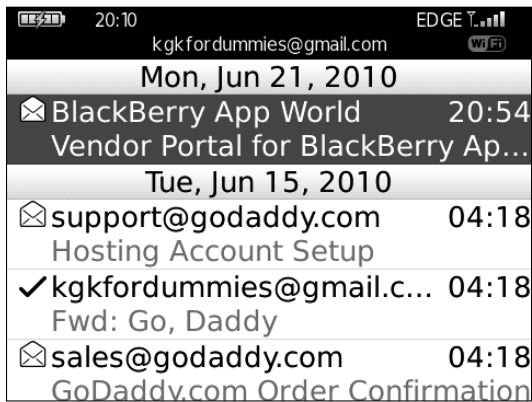 20:10 EDGE
kgkfordummies@gmail.com WiFi
Mon, Jun 21, 2010
BlackBerry App World 20:54
Vendor Portal for BlackBerry Ap...
Tue, Jun 15, 2010
support@godaddy.com 04:18
Hosting Account Setup
kgkfordummies@gmail.c... 04:18
Fwd: Go, Daddy
sales@godaddy.com 04:18
GoDaddy.com Order Confirmation